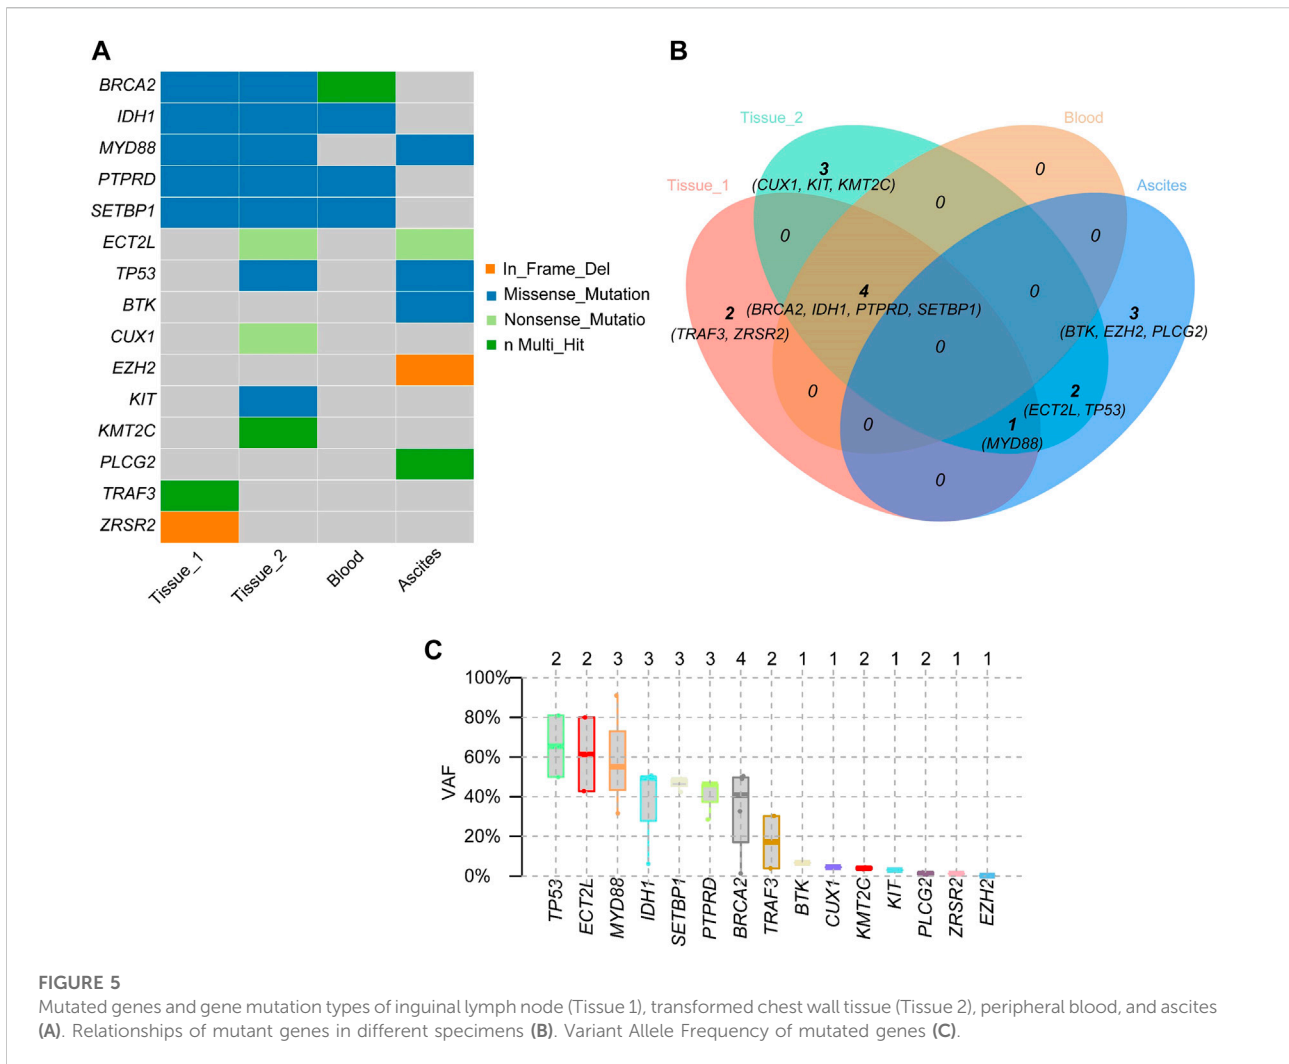 A
BRCA2
IDH1
MYD88
PTPRD
SETBP1
ECT2L
TP53
BTK
CUX1
EZH2
KIT
KMT2C
PLCG2
TRAF3
ZRSR2
Tissue_1
Tissue_2
Blood
Ascites
In_Frame_Del
Missense_Mutation
Nonsense_Mutatio
n Multi_Hit
B
Tissue_2
Blood
Tissue_1
Ascites
3
(CUX1, KIT, KMT2C)
0
0
0
0
4
(BRCA2, IDH1, PTPRD, SETBP1)
0
2
(TRAF3, ZRSR2)
3
(BTK, EZH2, PLCG2)
0
0
2
(ECT2L, TP53)
0
1
(MYD88)
0
C
2 2 3 3 3 3 4 2 1 1 2 1 2 1 1
100%
80%
60%
40%
20%
0%
VAF
TP53
ECT2L
MYD88
IDH1
SETBP1
PTPRD
BRCA2
TRAF3
BTK
CUX1
KMT2C
KIT
PLCG2
ZRSR2
EZH2
FIGURE 5
Mutated genes and gene mutation types of inguinal lymph node (Tissue 1), transformed chest wall tissue (Tissue 2), peripheral blood, and ascites
(A). Relationships of mutant genes in different specimens (B). Variant Allele Frequency of mutated genes (C).